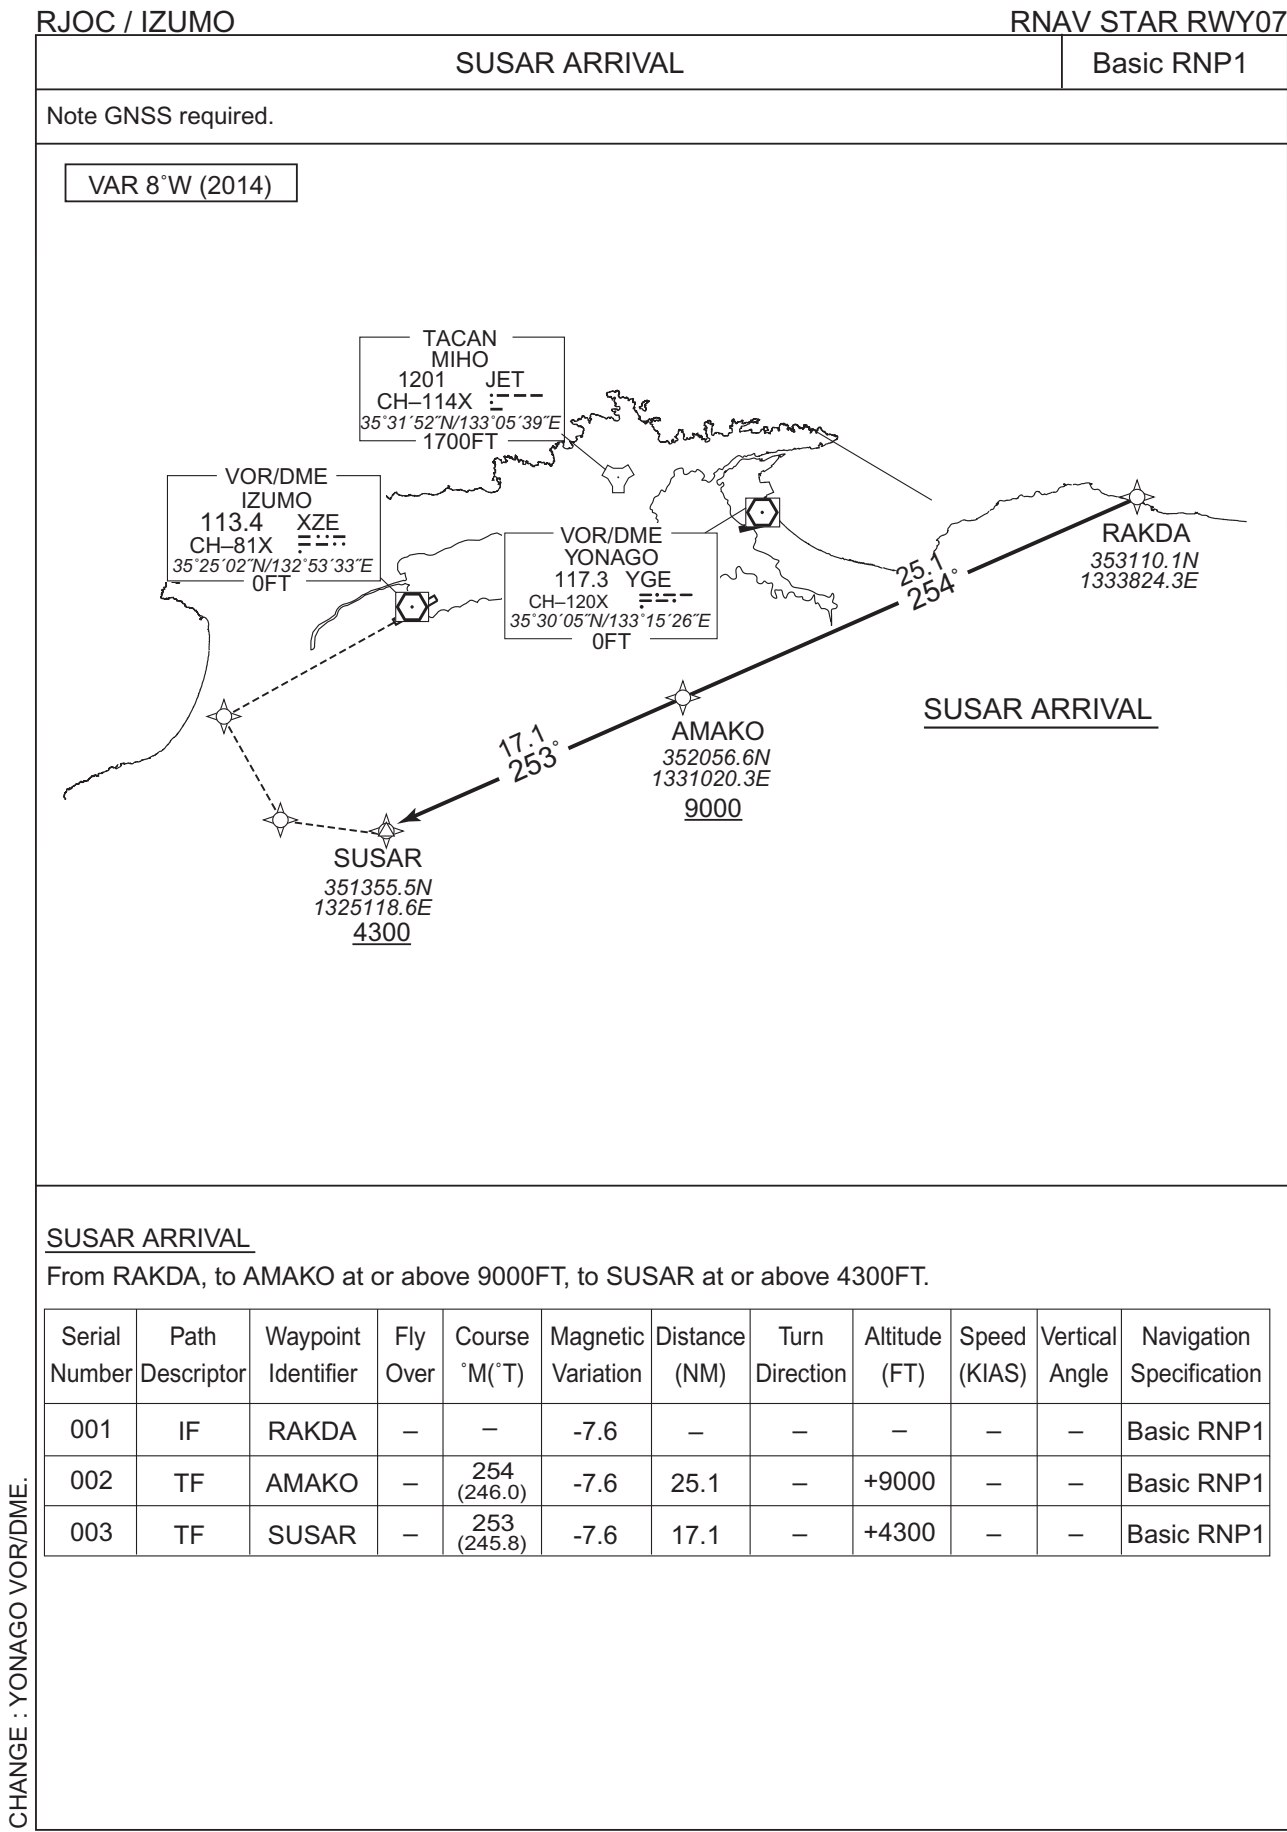 RJOC / IZUMO
RNAV STAR RWY07
SUSAR ARRIVAL
Basic RNP1
Note GNSS required.
VAR 8˚W (2014)
TACAN
MIHO
1201 JET
CH–114X
35˚31´52˝N/133˚05´39˝E
1700FT
VOR/DME
IZUMO
113.4 XZE
CH–81X
35˚25´02˝N/132˚53´33˝E
0FT
VOR/DME
YONAGO
117.3 YGE
CH–120X
35˚30´05˝N/133˚15´26˝E
0FT
RAKDA
353110.1N
1333824.3E
25.1
254˚
SUSAR ARRIVAL
AMAKO
352056.6N
1331020.3E
9000
17.1
253˚
SUSAR
351355.5N
1325118.6E
4300
SUSAR ARRIVAL
From RAKDA, to AMAKO at or above 9000FT, to SUSAR at or above 4300FT.
Serial Path Waypoint Fly Course Magnetic Distance Turn Altitude Speed Vertical Navigation
Number Descriptor Identifier Over ˚M(˚T) Variation (NM) Direction (FT) (KIAS) Angle Specification
001 IF RAKDA – – -7.6 – – – – – Basic RNP1
002 TF AMAKO – 254 (246.0) -7.6 25.1 – +9000 – – Basic RNP1
003 TF SUSAR – 253 (245.8) -7.6 17.1 – +4300 – – Basic RNP1
CHANGE : YONAGO VOR/DME.